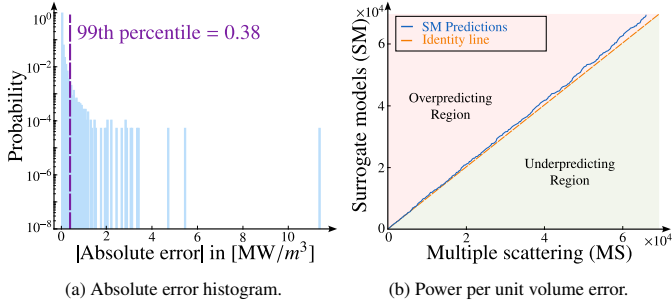 99th percentile = 0.38
Probability
10^0
10^−2
10^−4
10^−6
10^−8
0 2 4 6 8 10
|Absolute error| in [MW/m^3]
(a) Absolute error histogram.
×10^4
SM Predictions
Identity line
Overpredicting
Region
Underpredicting
Region
Surrogate models (SM)
6
4
2
0
0 2 4 6 ×10^4
Multiple scattering (MS)
(b) Power per unit volume error.